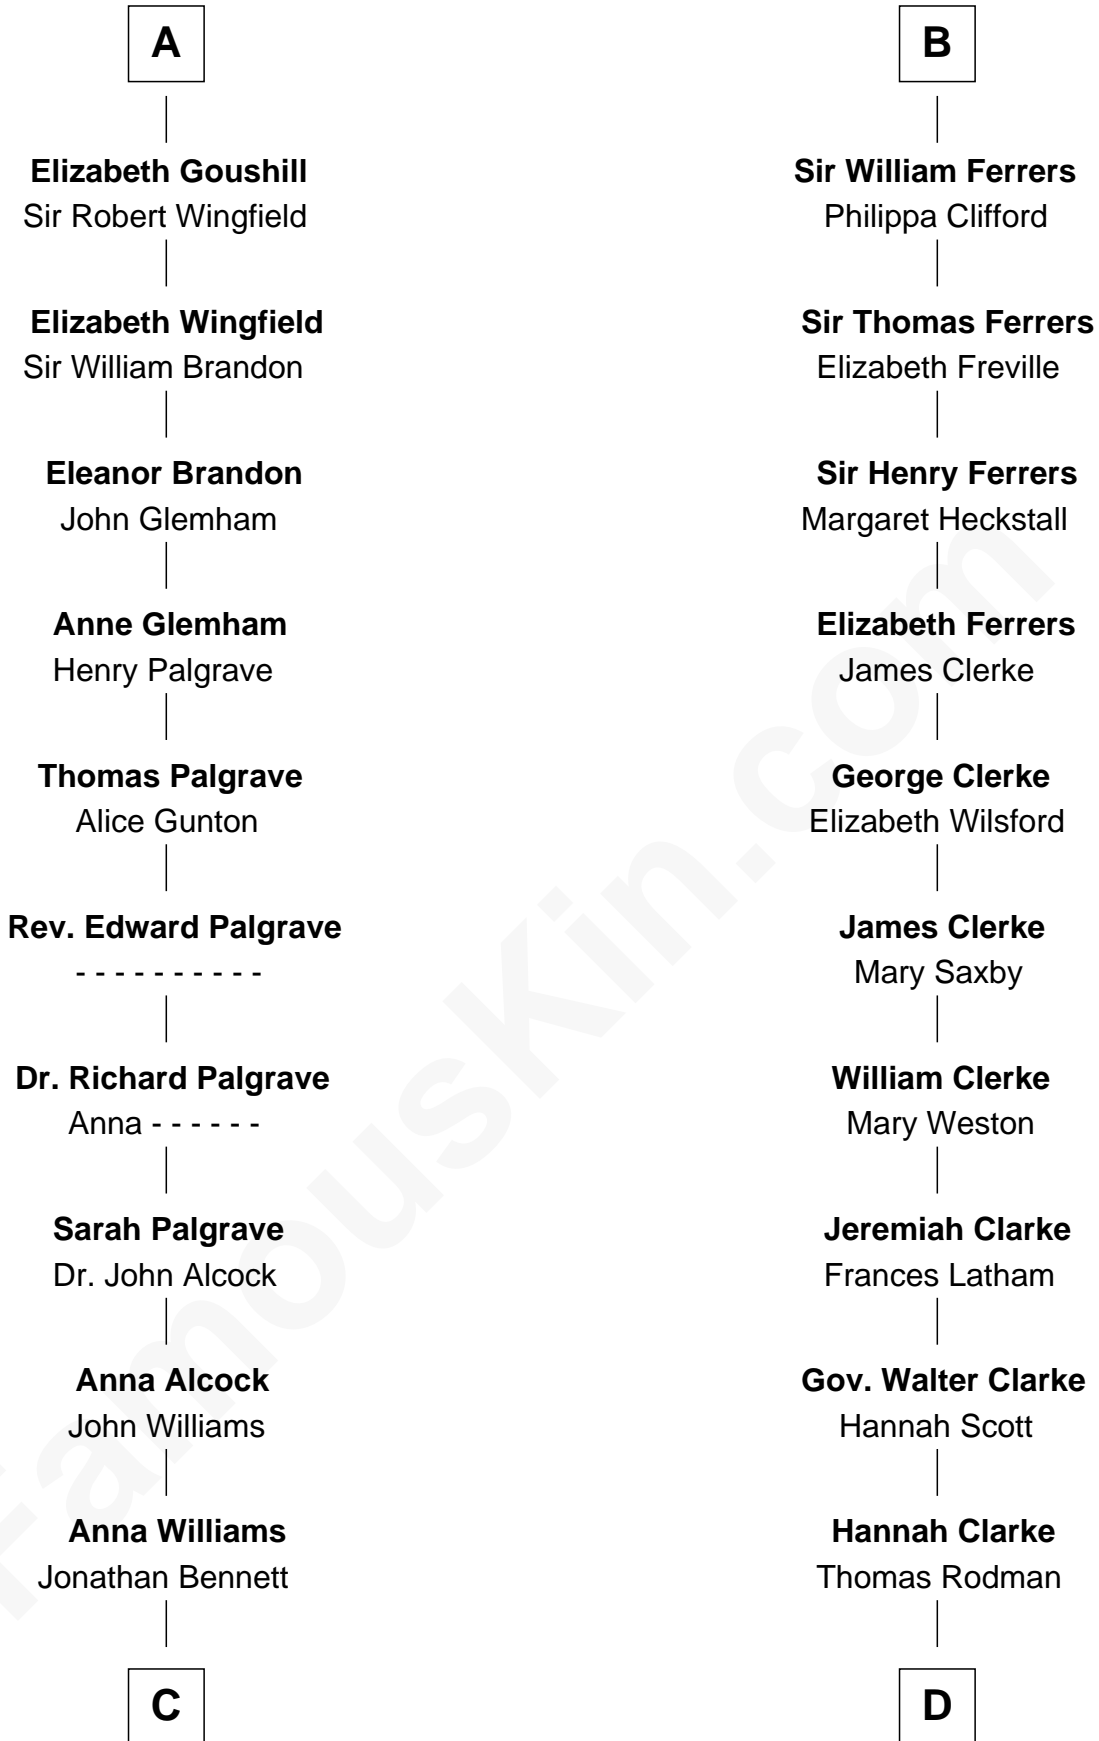 A
Elizabeth Goushill
Sir Robert Wingfield
Elizabeth Wingfield
Sir William Brandon
Eleanor Brandon
John Glemham
Anne Glemham
Henry Palgrave
Thomas Palgrave
Alice Gunton
Rev. Edward Palgrave
- - - - - - - - - -
Dr. Richard Palgrave
Anna - - - - - -
Sarah Palgrave
Dr. John Alcock
Anna Alcock
John Williams
Anna Williams
Jonathan Bennett
C
B
Sir William Ferrers
Philippa Clifford
Sir Thomas Ferrers
Elizabeth Freville
Sir Henry Ferrers
Margaret Heckstall
Elizabeth Ferrers
James Clerke
George Clerke
Elizabeth Wilsford
James Clerke
Mary Saxby
William Clerke
Mary Weston
Jeremiah Clarke
Frances Latham
Gov. Walter Clarke
Hannah Scott
Hannah Clarke
Thomas Rodman
D
FamousKin.com